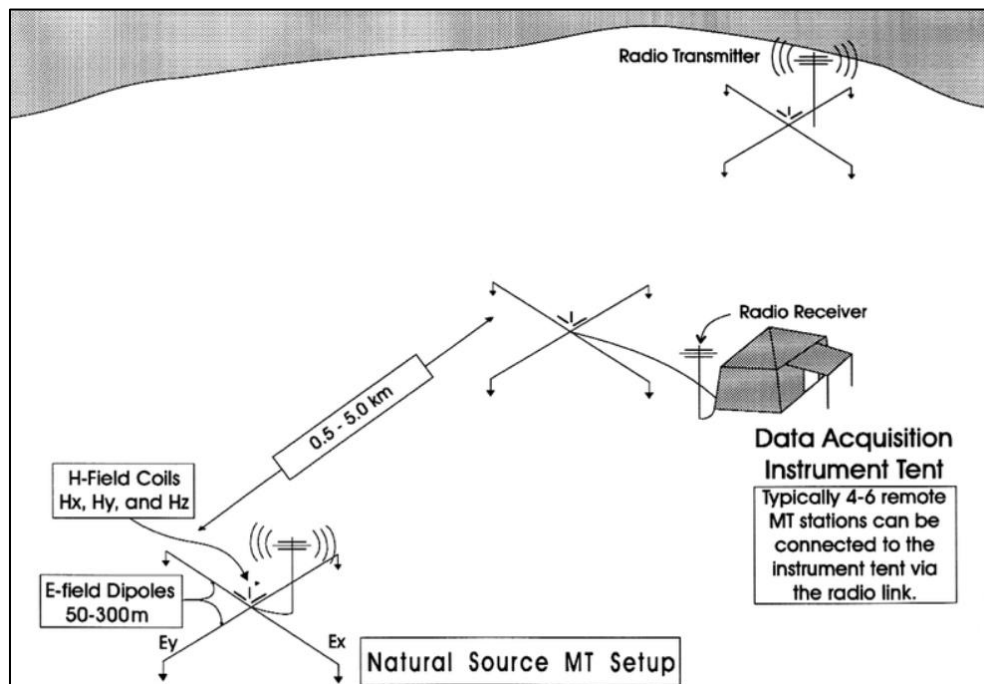 Radio Transmitter
Radio Receiver
0.5 - 5.0 km
Data Acquisition
Instrument Tent
Typically 4-6 remote
MT stations can be
connected to the
instrument tent via
the radio link.
H-Field Coils
Hx, Hy, and Hz
E-field Dipoles
50-300m
Ey
Ex
Natural Source MT Setup